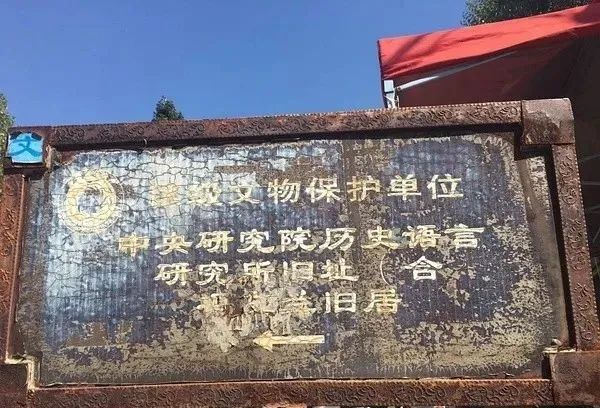 文
级文物保护单位
中央研究院历史语言
研究所旧址（合
旧居